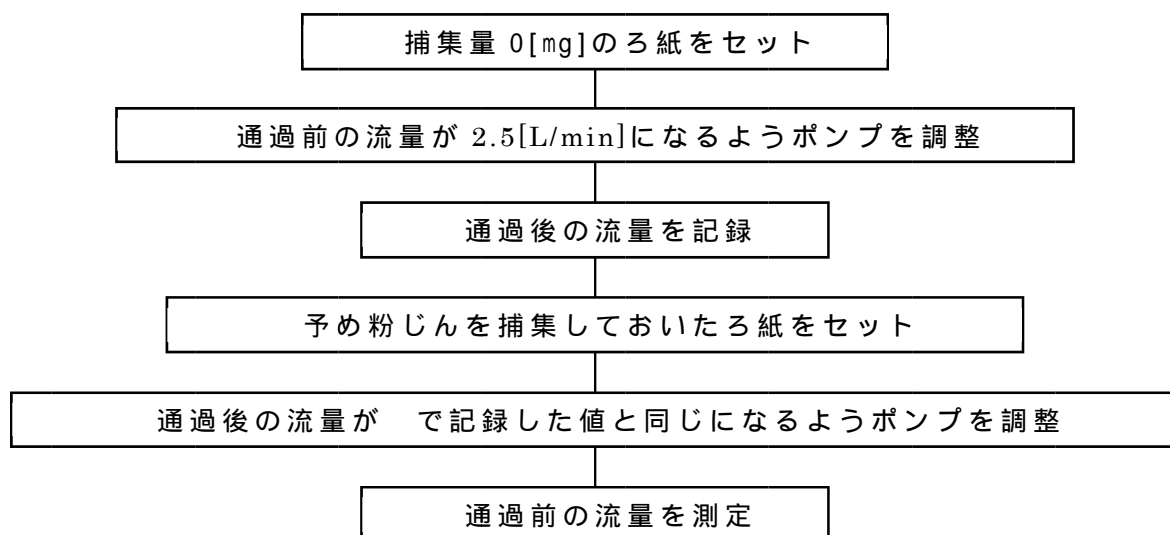 捕集量 0[mg]のろ紙をセット
通過前の流量が 2.5[L/min]になるようポンプを調整
通過後の流量を記録
予め粉じんを捕集しておいたろ紙をセット
通過後の流量が　で記録した値と同じになるようポンプを調整
通過前の流量を測定